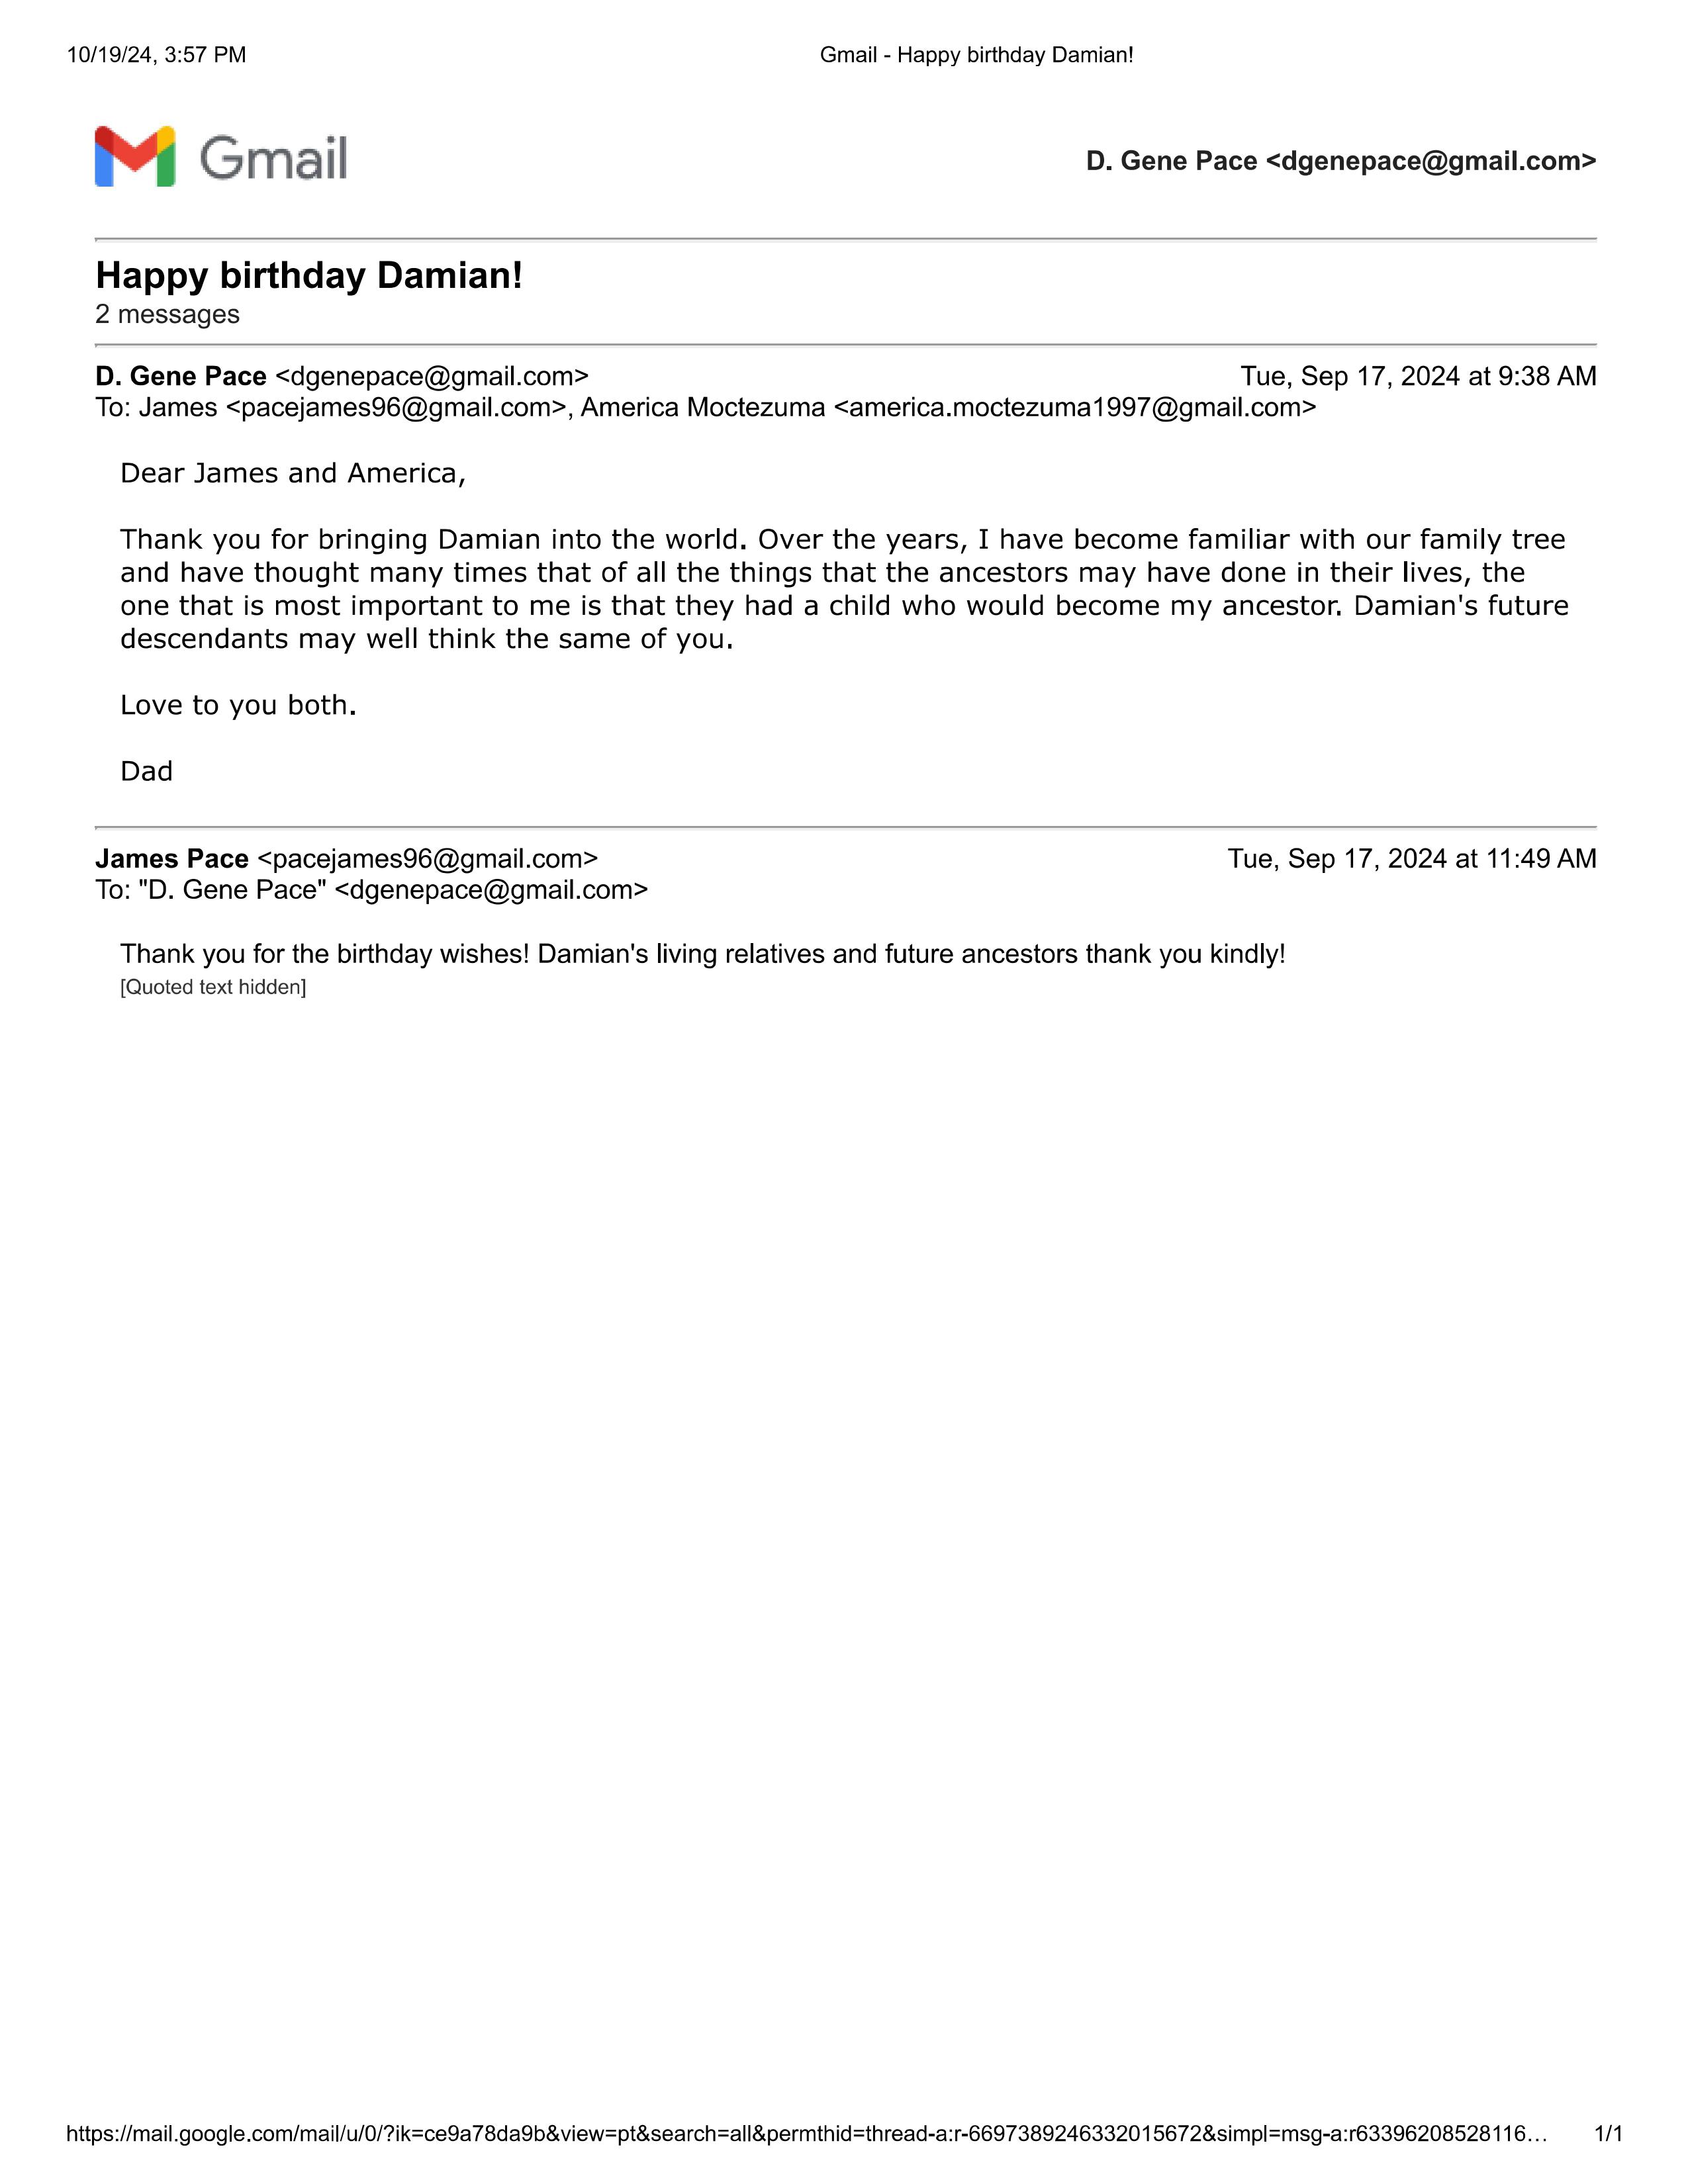 10/19/24, 3:57 PM Gmail - Happy birthday Damian!
Gmail D. Gene Pace <dgenepace@gmail.com>
Happy birthday Damian!
2 messages
D. Gene Pace <dgenepace@gmail.com> Tue, Sep 17, 2024 at 9:38 AM
To: James <pacejames96@gmail.com>, America Moctezuma <america.moctezuma1997@gmail.com>
Dear James and America,
Thank you for bringing Damian into the world. Over the years, I have become familiar with our family tree
and have thought many times that of all the things that the ancestors may have done in their lives, the
one that is most important to me is that they had a child who would become my ancestor. Damian's future
descendants may well think the same of you.
Love to you both.
Dad
James Pace <pacejames96@gmail.com> Tue, Sep 17, 2024 at 11:49 AM
To: "D. Gene Pace" <dgenepace@gmail.com>
Thank you for the birthday wishes! Damian's living relatives and future ancestors thank you kindly!
[Quoted text hidden]
https://mail.google.com/mail/u/0/?ik=ce9a78da9b&view=pt&search=all&permthid=thread-a:r-6697389246332015672&simpl=msg-a:r63396208528116… 1/1